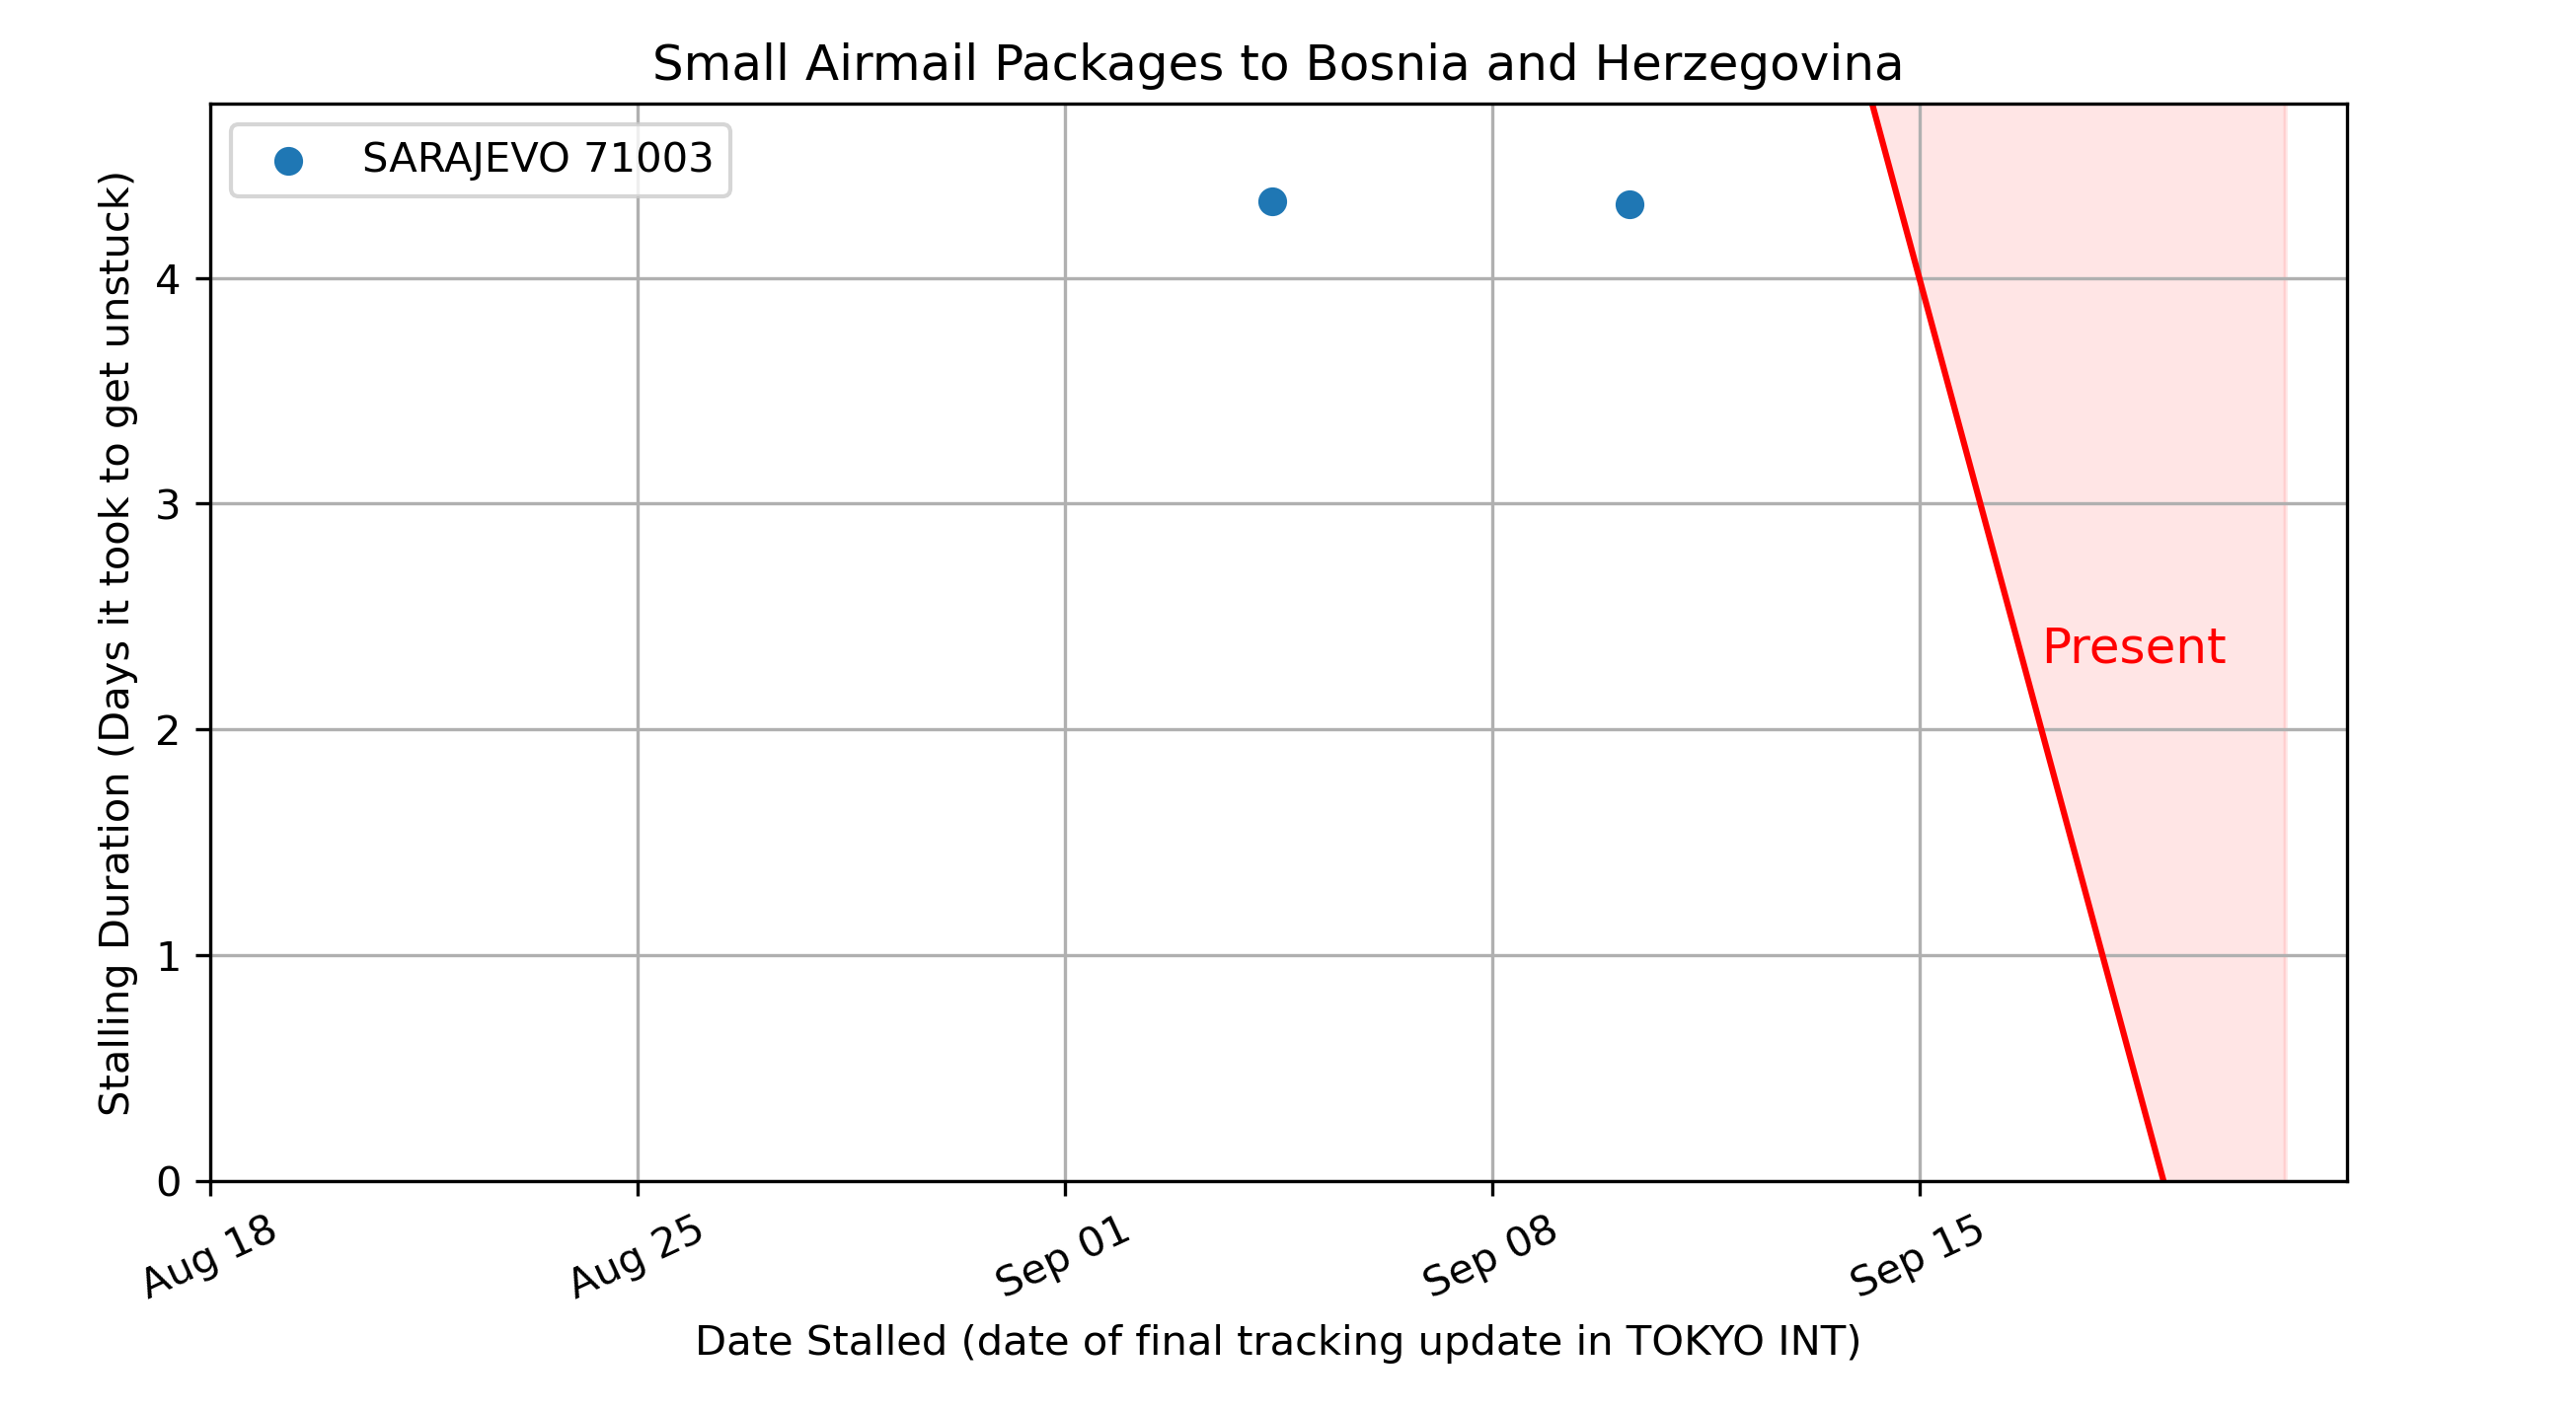 Small Airmail Packages to Bosnia and Herzegovina
SARAJEVO 71003
Stalling Duration (Days it took to get unstuck)
4
3
2
1
0
Present
Aug 18
Aug 25
Sep 01
Sep 08
Sep 15
Date Stalled (date of final tracking update in TOKYO INT)